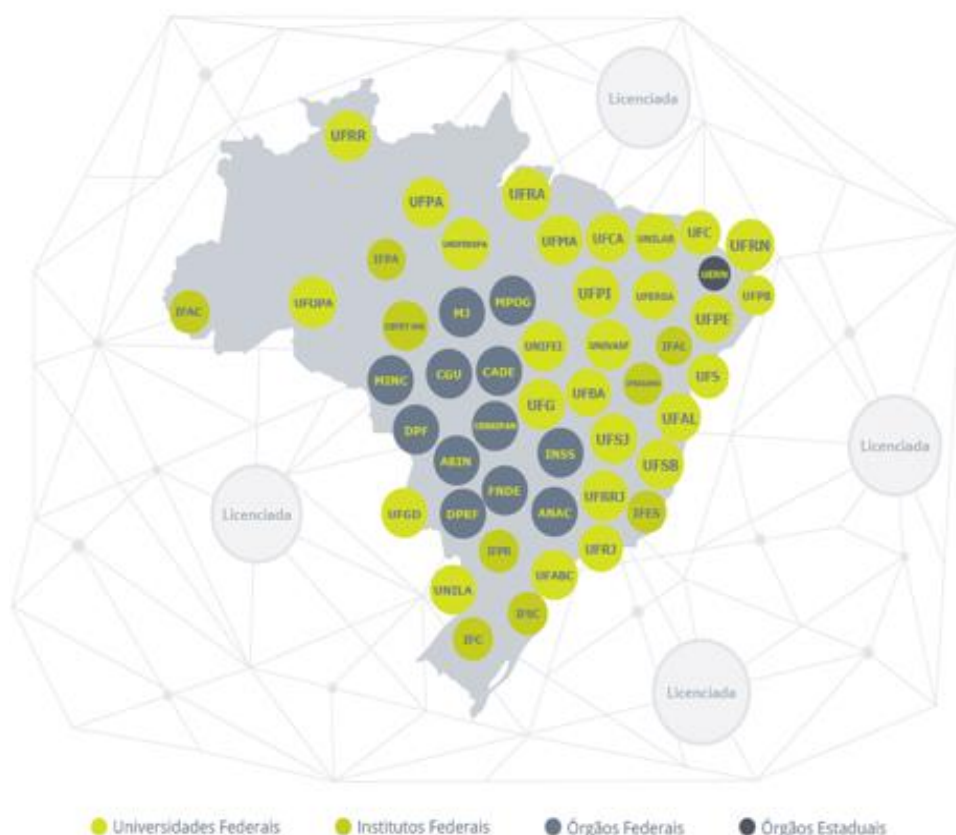 Licenciada
UFRR
UFPA
UFRA
UFMA
UFCA
UNILAB
UFC
UFRN
IFPA
UERN
IFAC
UFOPA
MJ
MPOG
UFPI
UFERSA
UFPB
UFPE
UNIFEI
UNIVASF
IFAL
MINC
CGU
CADE
UFBA
UFS
UFG
UFAL
DPF
UFSJ
Licenciada
ABIN
INSS
UFSB
FNDE
UFRRJ
Licenciada
UFGD
DPRF
ANAC
IFES
IFPR
UFRJ
UNILA
UFABC
IFSC
IFC
Licenciada
Universidades Federais
Institutos Federais
Órgãos Federais
Órgãos Estaduais